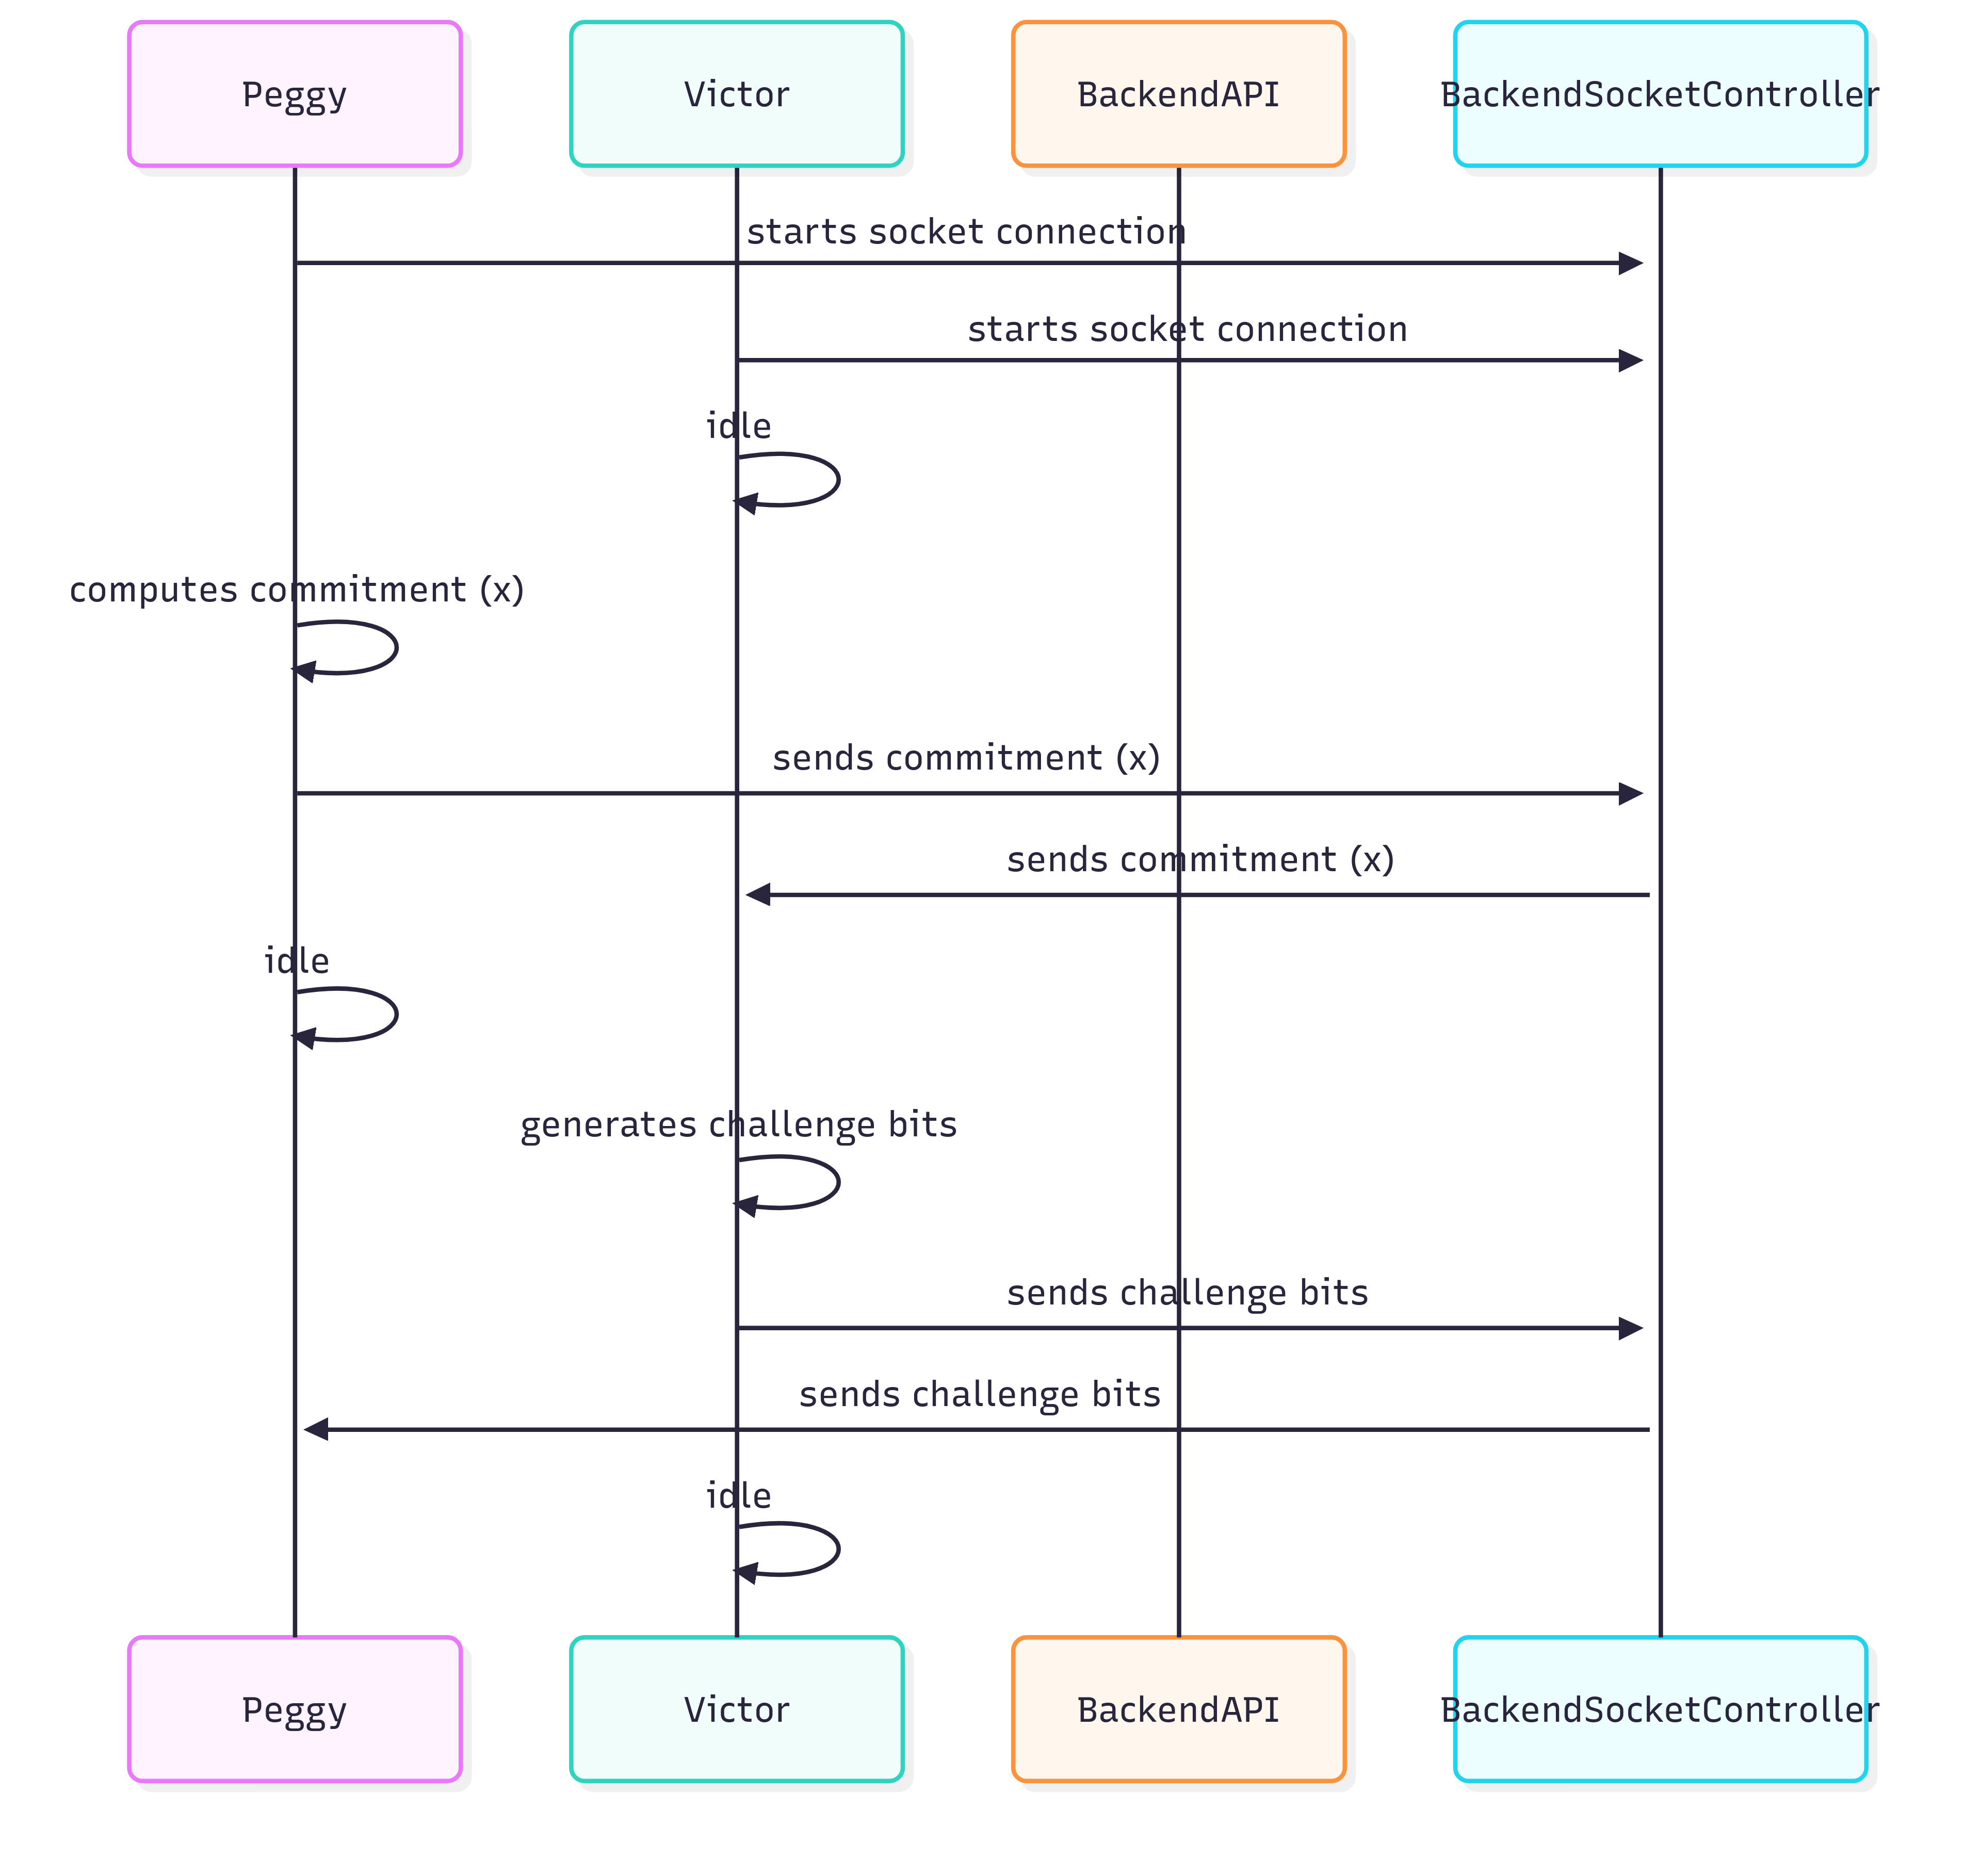 Peggy
Victor
BackendAPI
BackendSocketController
starts socket connection
starts socket connection
idle
computes commitment (x)
sends commitment (x)
sends commitment (x)
idle
generates challenge bits
sends challenge bits
sends challenge bits
idle
Peggy
Victor
BackendAPI
BackendSocketController